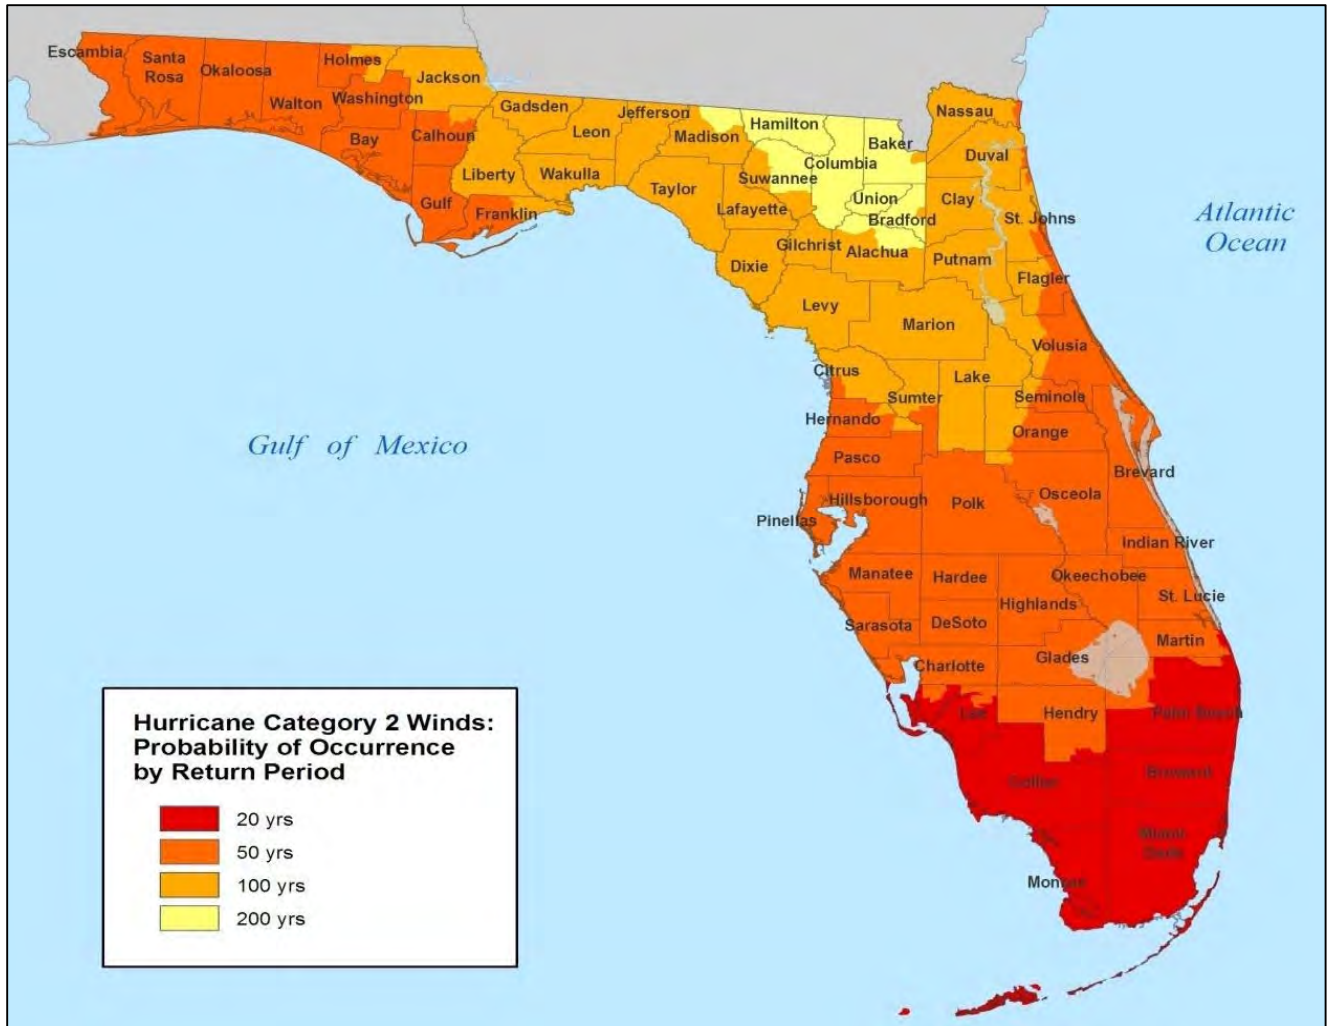 Escambia
Santa
Rosa
Okaloosa
Walton
Holmes
Washington
Jackson
Bay
Calhoun
Gulf
Liberty
Franklin
Gadsden
Leon
Wakulla
Jefferson
Madison
Taylor
Hamilton
Suwannee
Lafayette
Dixie
Columbia
Baker
Union
Bradford
Gilchrist
Alachua
Levy
Nassau
Duval
Clay
St. Johns
Putnam
Flagler
Marion
Volusia
Citrus
Lake
Sumter
Seminole
Hernando
Orange
Pasco
Brevard
Osceola
Polk
Hillsborough
Pinellas
Indian River
Manatee
Hardee
Okeechobee
Highlands
St. Lucie
Sarasota
DeSoto
Martin
Charlotte
Glades
Lee
Hendry
Palm Beach
Collier
Broward
Miami
Dade
Monroe
Atlantic
Ocean
Gulf of Mexico
Hurricane Category 2 Winds:
Probability of Occurrence
by Return Period
20 yrs
50 yrs
100 yrs
200 yrs